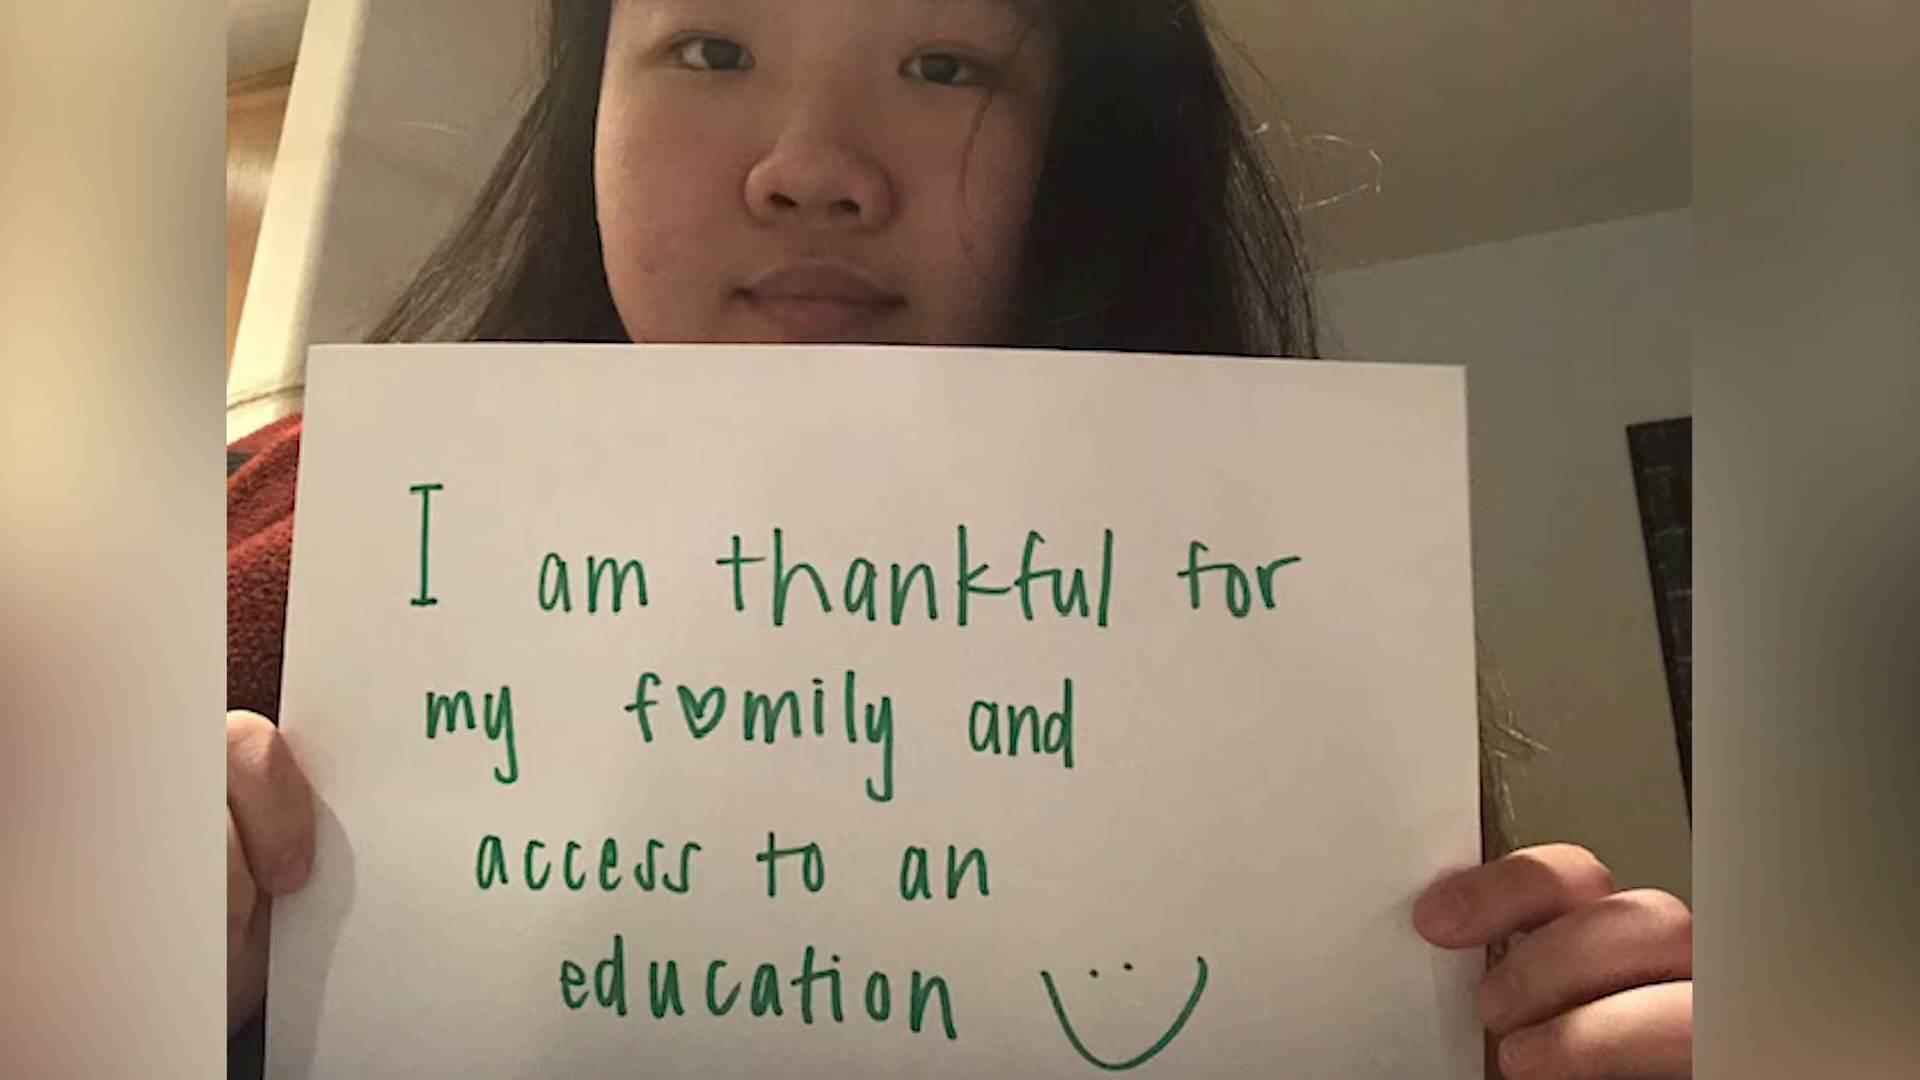 I am thankful for
my f♡mily and
access to an
education